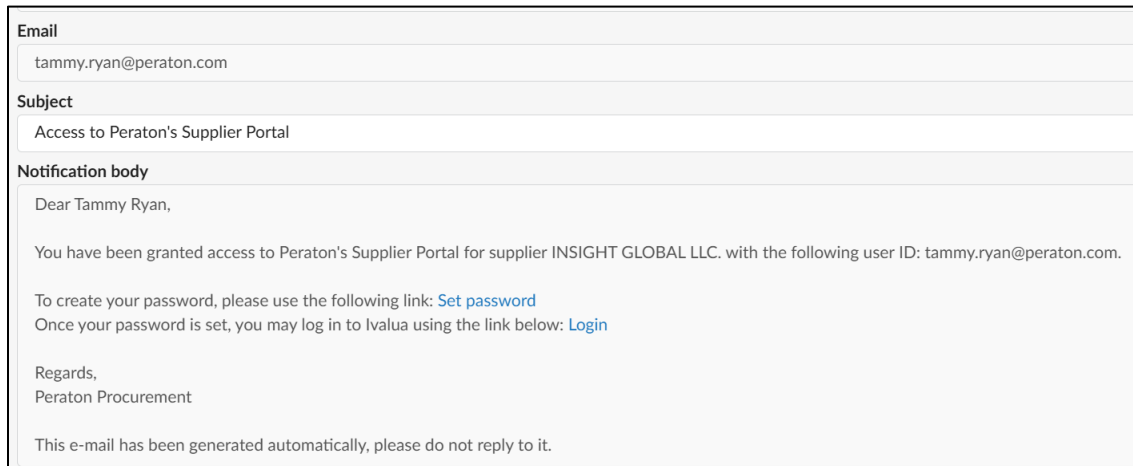 Email
tammy.ryan@peraton.com
Subject
Access to Peraton's Supplier Portal
Notification body
Dear Tammy Ryan,
You have been granted access to Peraton's Supplier Portal for supplier INSIGHT GLOBAL LLC. with the following user ID: tammy.ryan@peraton.com.
To create your password, please use the following link: Set password
Once your password is set, you may log in to Ivalua using the link below: Login
Regards,
Peraton Procurement
This e-mail has been generated automatically, please do not reply to it.